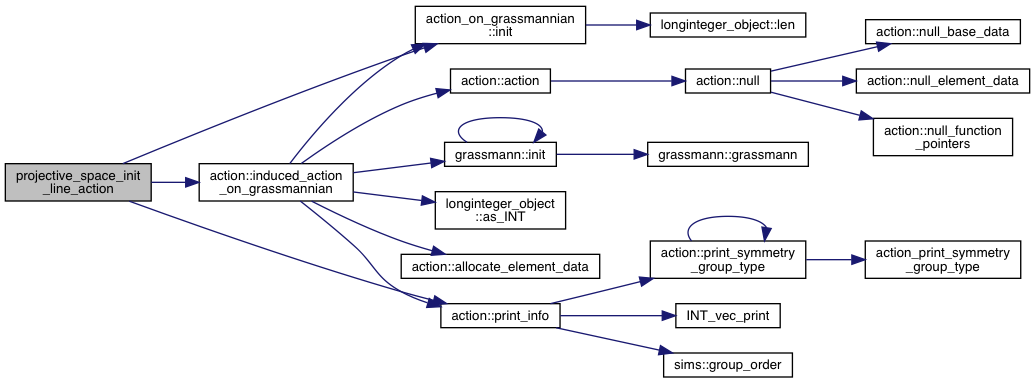 projective_space_init
_line_action
action::induced_action
_on_grassmannian
action_on_grassmannian
::init
longinteger_object::len
action::action
action::null
action::null_base_data
action::null_element_data
action::null_function
_pointers
grassmann::init
grassmann::grassmann
longinteger_object
::as_INT
action::allocate_element_data
action::print_info
action::print_symmetry
_group_type
action_print_symmetry
_group_type
INT_vec_print
sims::group_order